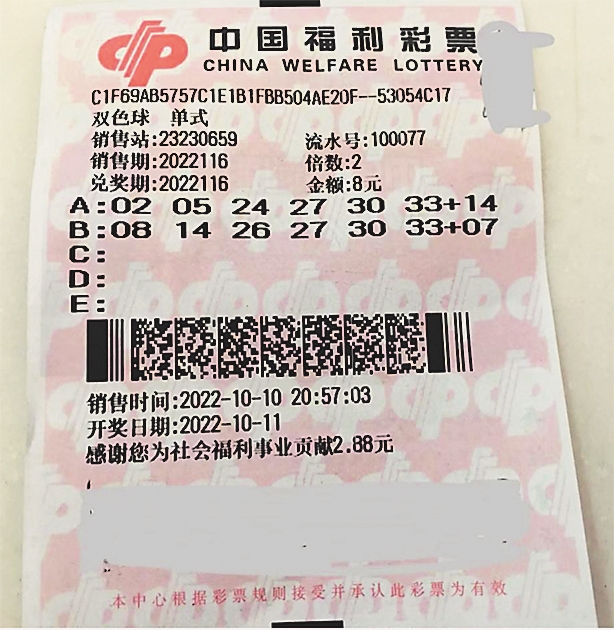 中国福利彩票
CHINA WELFARE LOTTERY
C1F69AB5757C1E1B1FBB504AE20F--53054C17
双色球 单式
销售站:23230659 流水号:100077
销售期:2022116 倍数:2
兑奖期:2022116 金额:8元
A:02 05 24 27 30 33+14
B:08 14 26 27 30 33+07
C:
D:
E:
销售时间:2022-10-10 20:57:03
开奖日期:2022-10-11
感谢您为社会福利事业贡献2.88元
本中心根据彩票规则接受并承认此彩票为有效